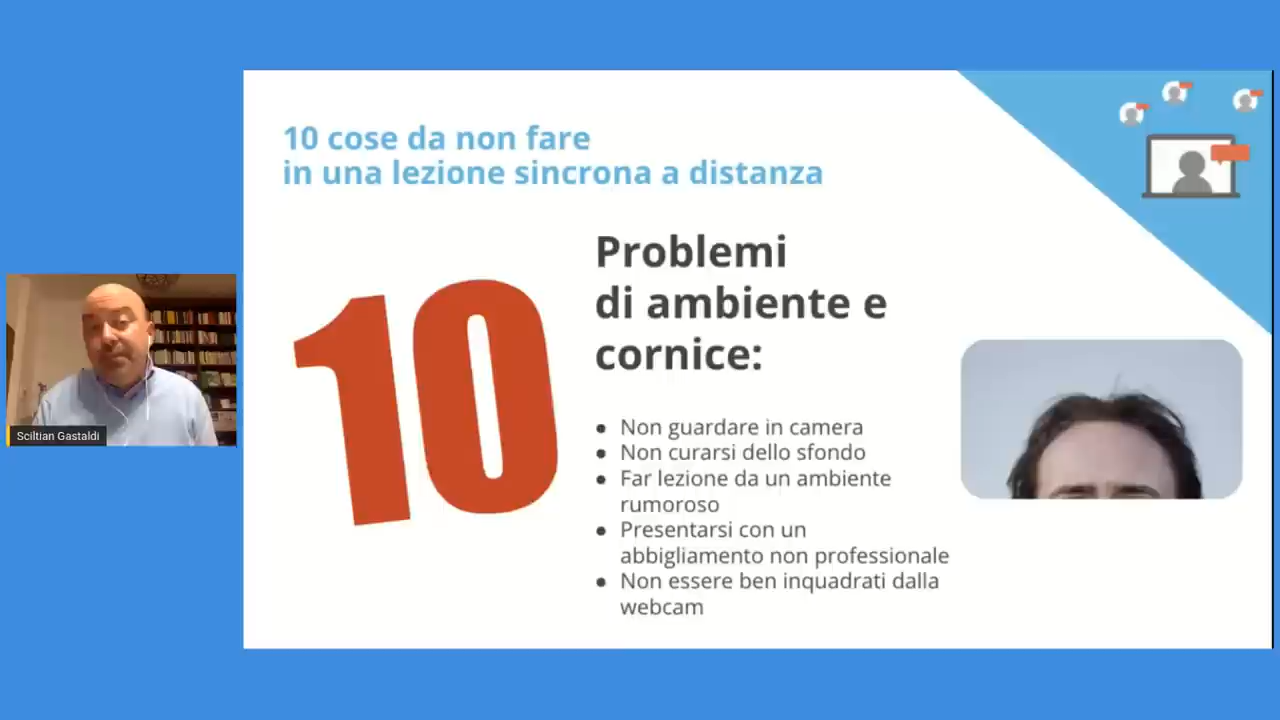 10 cose da non fare
in una lezione sincrona a distanza
10
Problemi
di ambiente e
cornice:
● Non guardare in camera
● Non curarsi dello sfondo
● Far lezione da un ambiente
rumoroso
● Presentarsi con un
abbigliamento non professionale
● Non essere ben inquadrati dalla
webcam
Sciltian Gastaldi